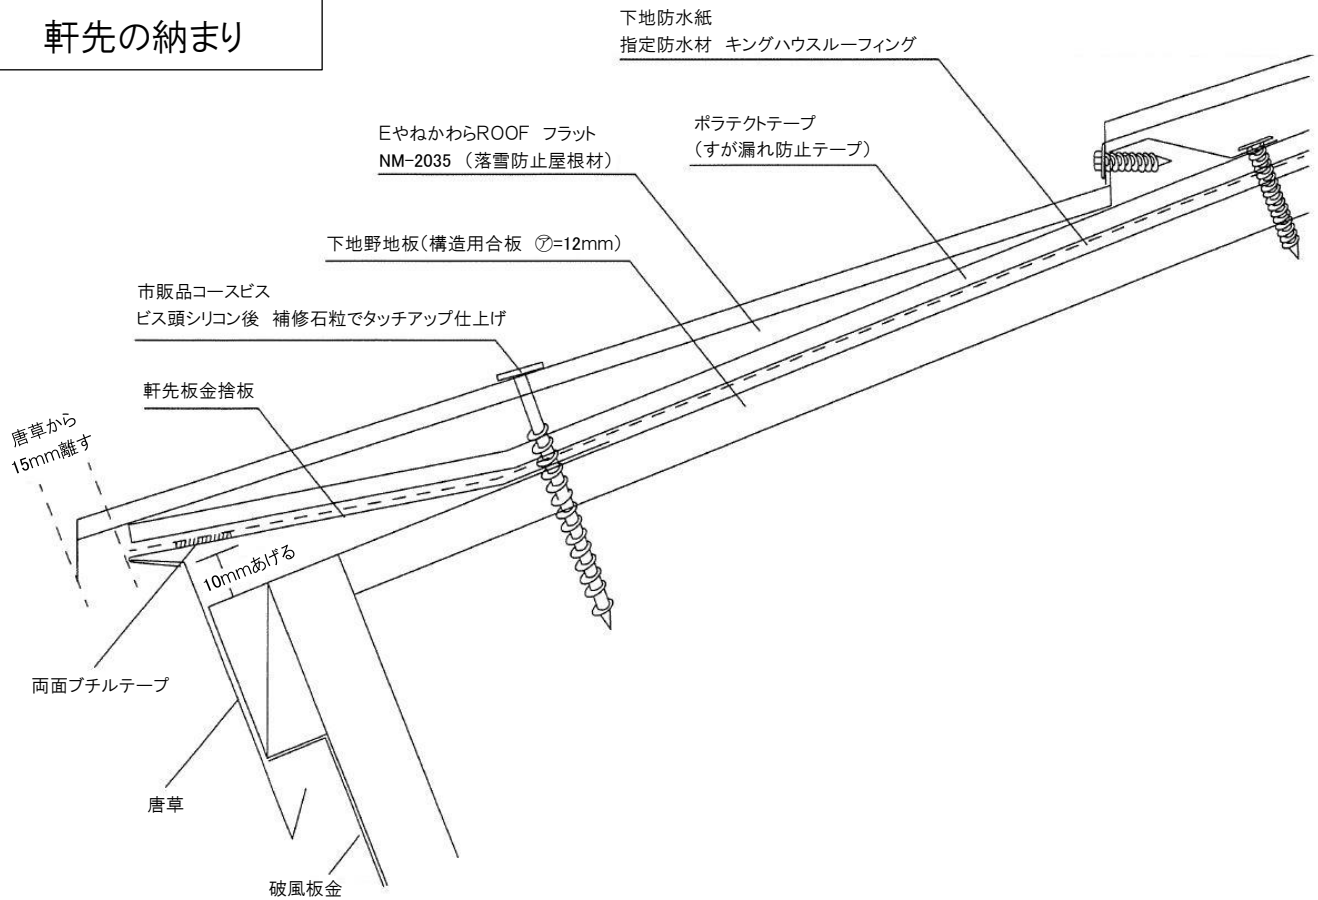 軒先の納まり
下地防水紙
指定防水材 キングハウスルーフィング
EやねかわらROOF フラット
NM-2035 (落雪防止屋根材)
ポラテクトテープ
(すが漏れ防止テープ)
下地野地板(構造用合板 ㋐=12mm)
市販品コースビス
ビス頭シリコン後 補修石粒でタッチアップ仕上げ
軒先板金捨板
唐草から
15mm離す
10mmあげる
両面ブチルテープ
唐草
破風板金